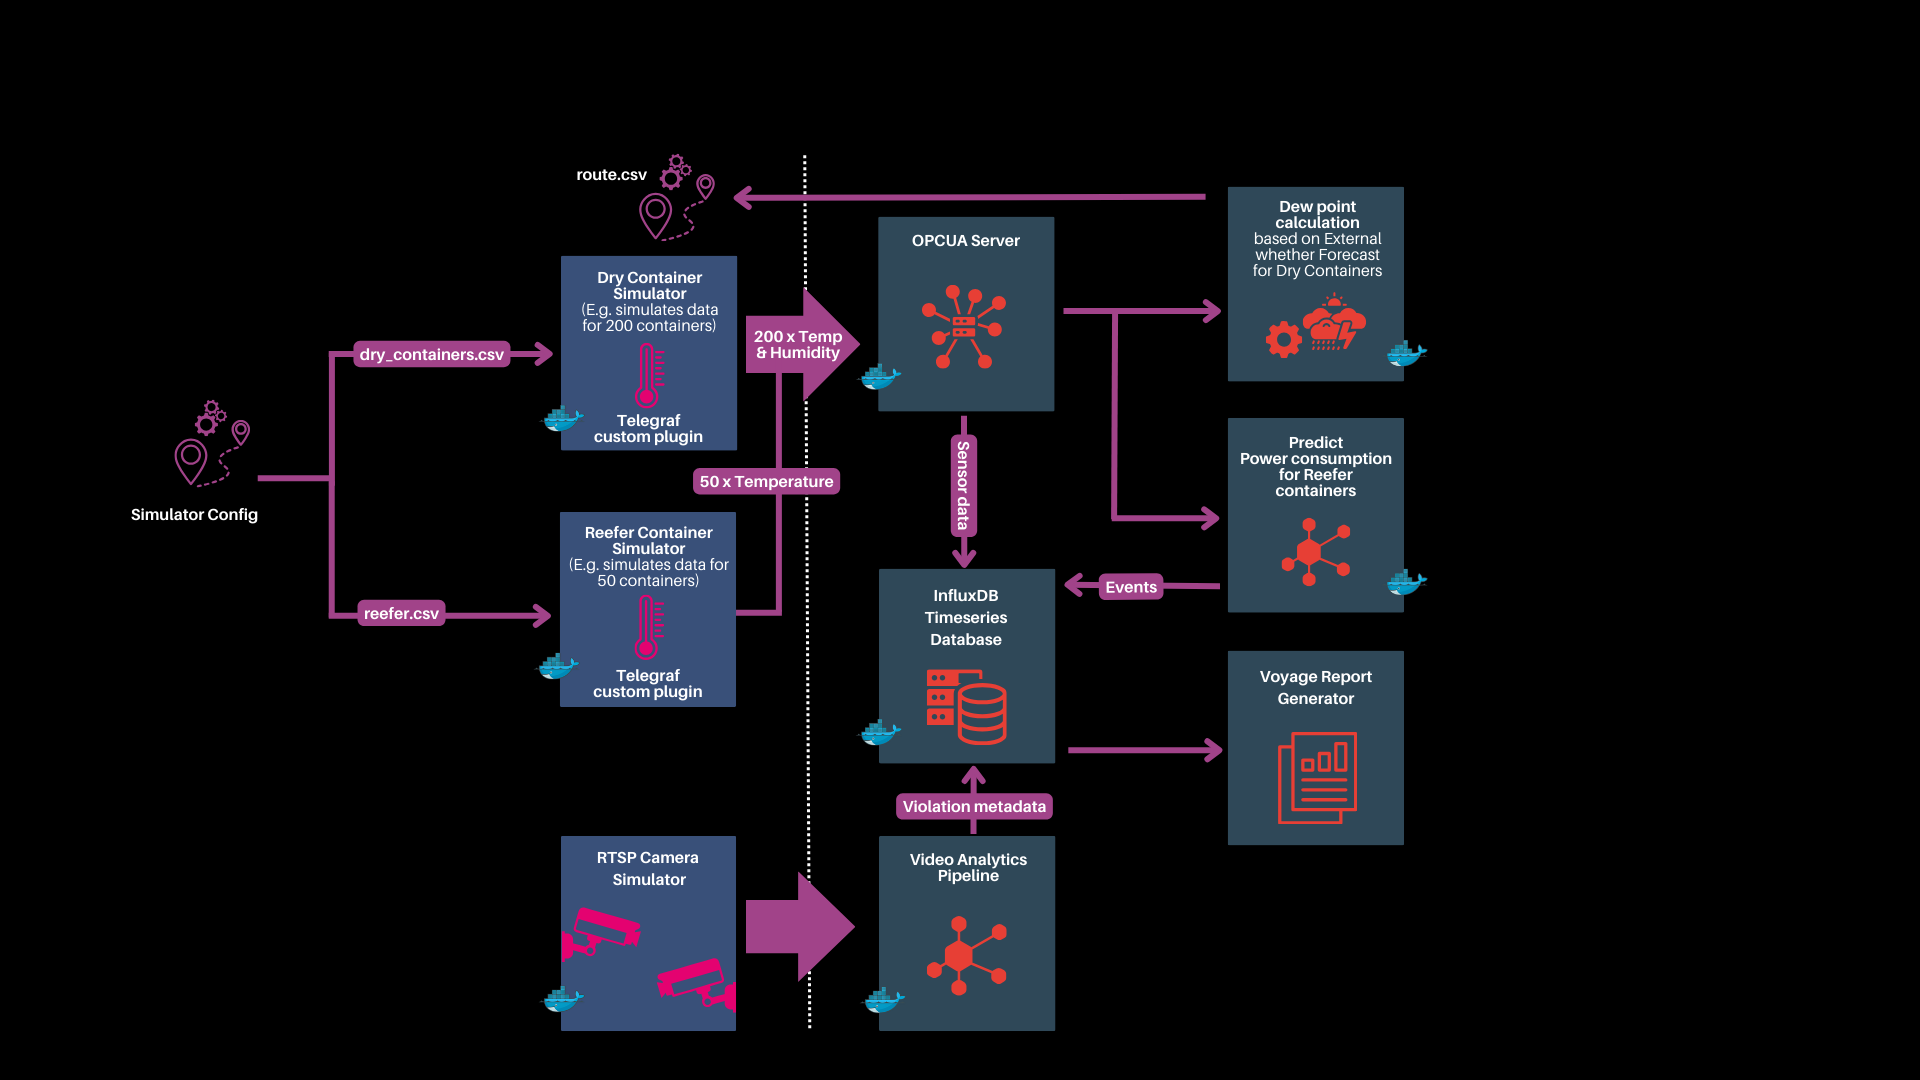 route.csv
Dry Container
Simulator
(E.g. simulates data
for 200 containers)
Telegraf
custom plugin
dry_containers.csv
Simulator Config
reefer.csv
Reefer Container
Simulator
(E.g. simulates data for
50 containers)
Telegraf
custom plugin
200 x Temp
& Humidity
50 x Temperature
RTSP Camera
Simulator
OPCUA Server
Sensor data
InfluxDB
Timeseries
Database
Violation metadata
Video Analytics
Pipeline
Dew point
calculation
based on External
whether Forecast
for Dry Containers
Predict
Power consumption
for Reefer
containers
Events
Voyage Report
Generator